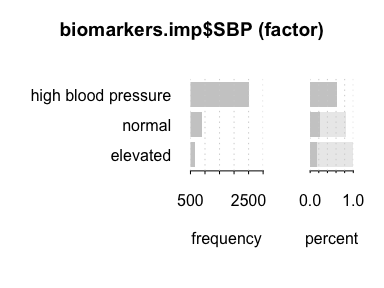 biomarkers.imp$SBP (factor)
high blood pressure
normal
elevated
500 2500 0.0 1.0
frequency percent